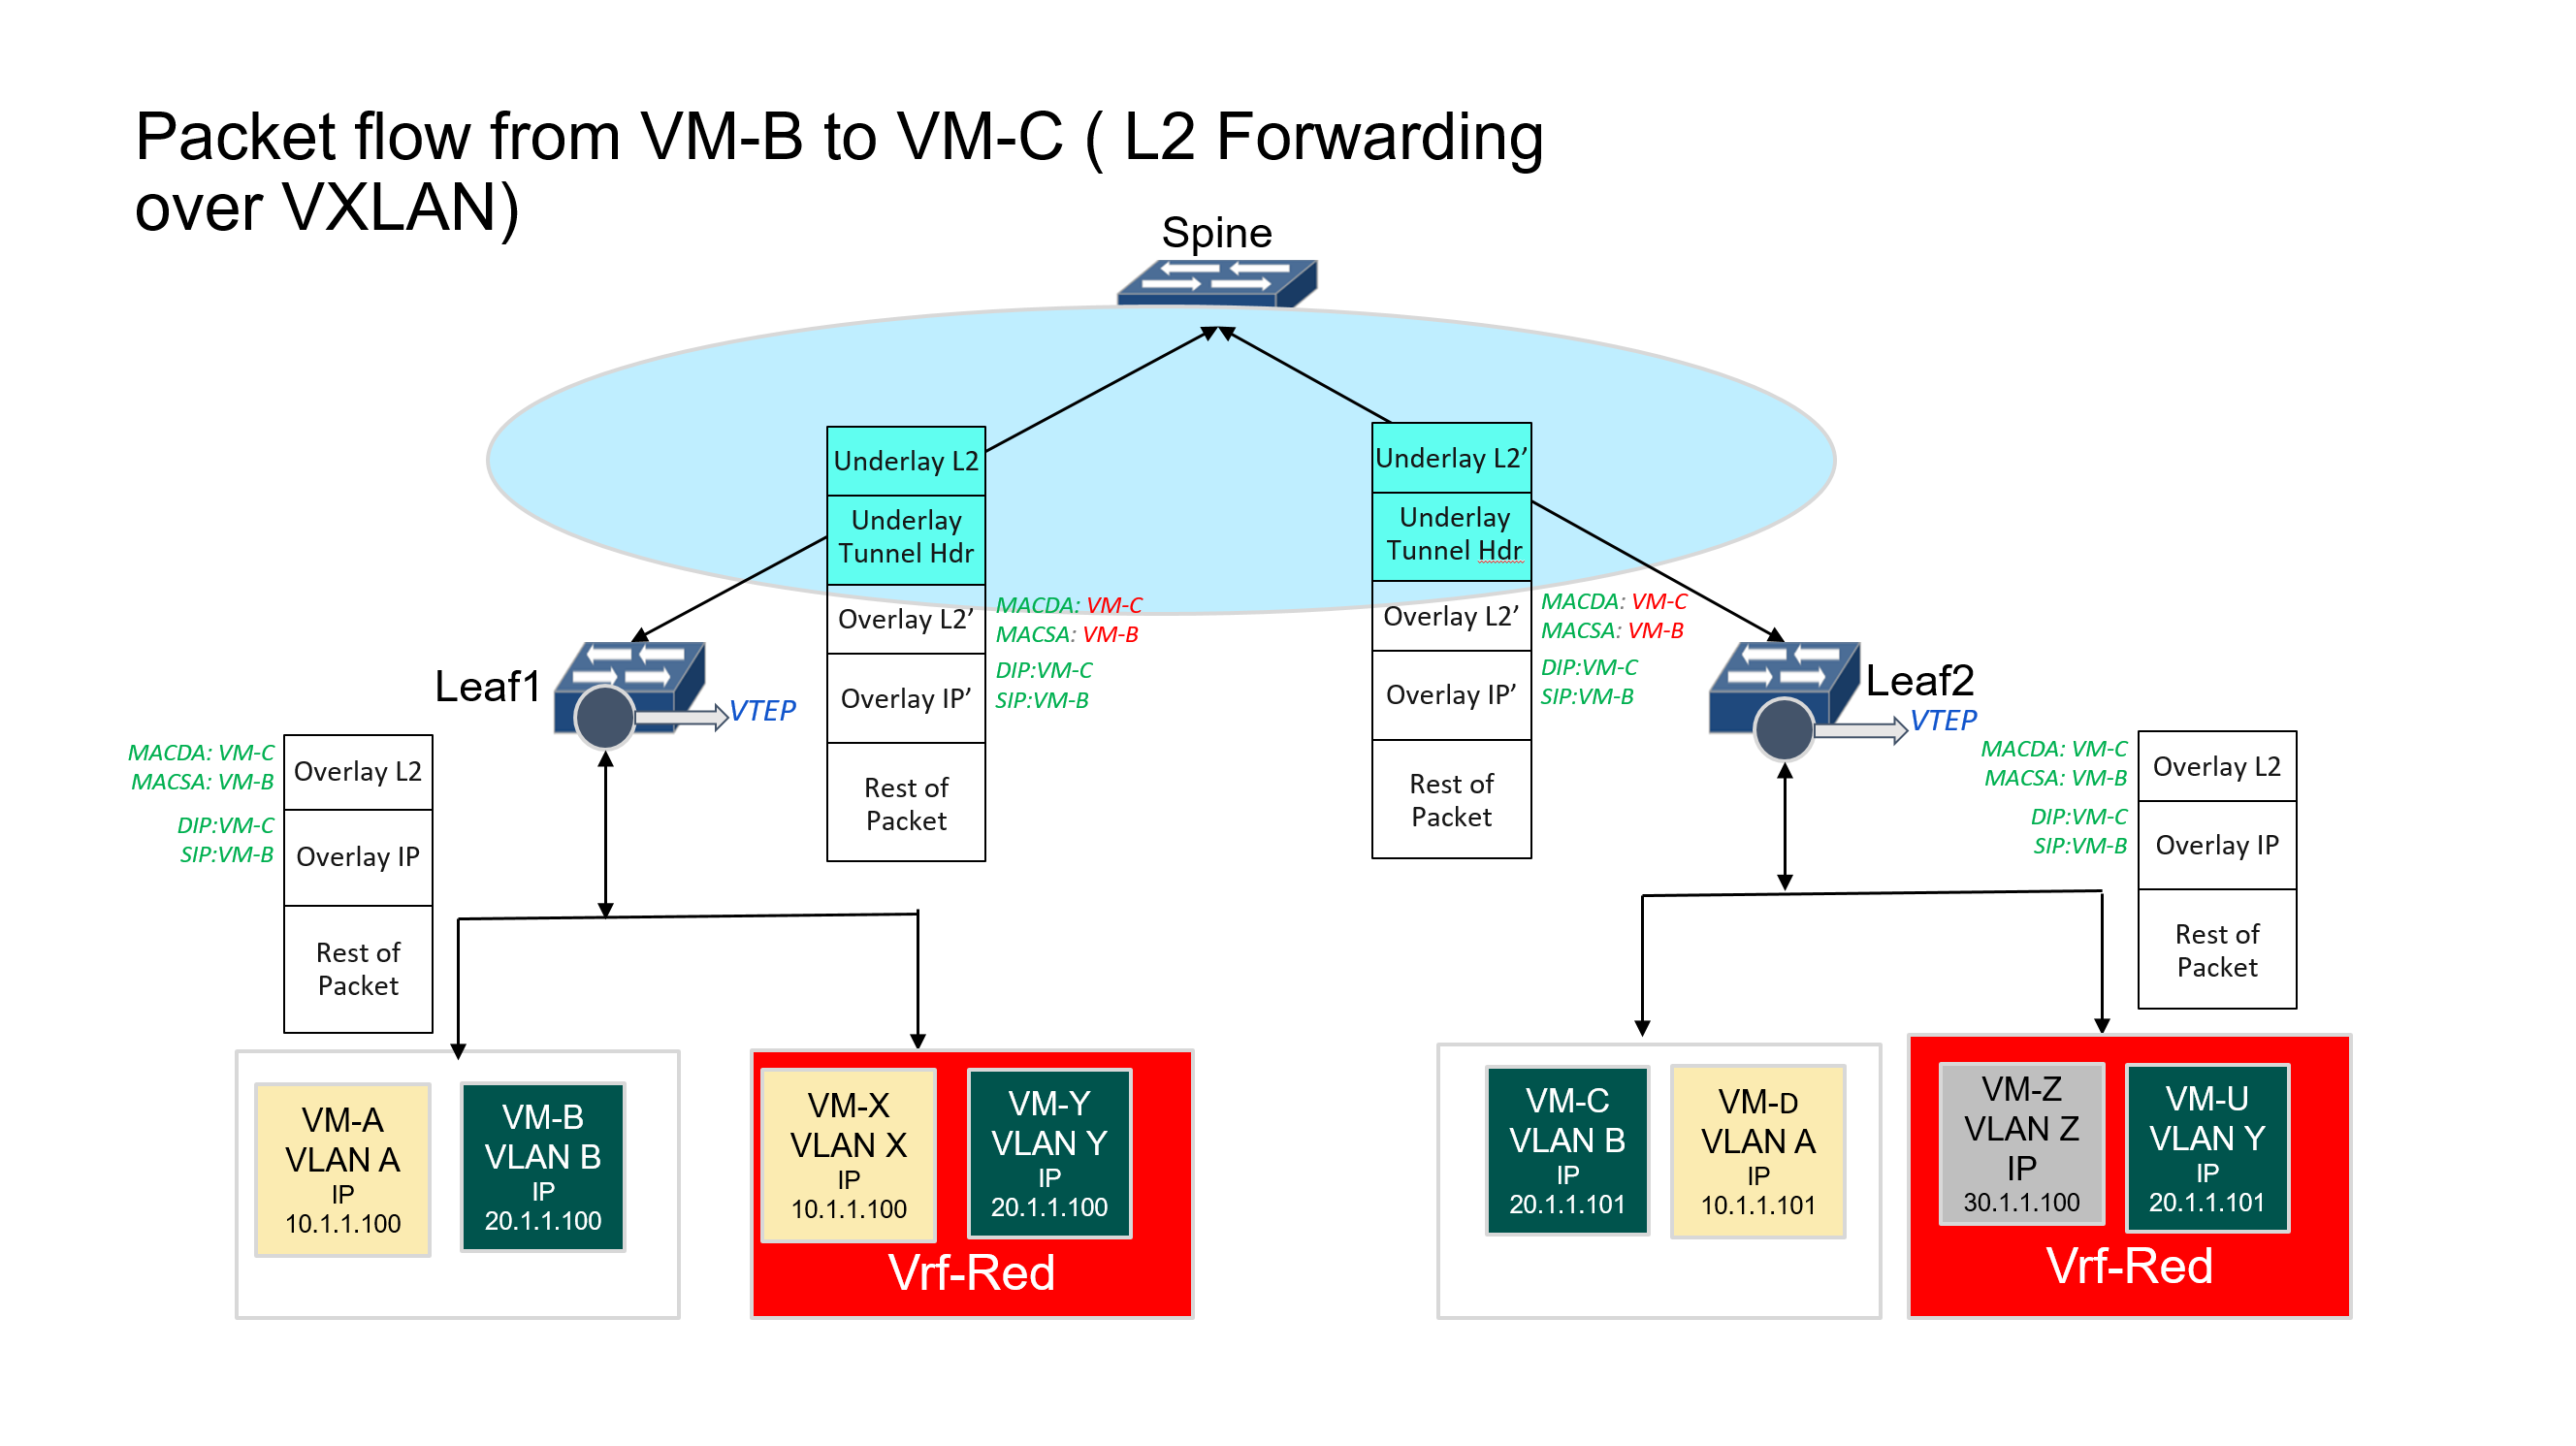 Packet flow from VM-B to VM-C ( L2 Forwarding
over VXLAN)
Spine
Underlay L2
Underlay
Tunnel Hdr
Overlay L2’
Overlay IP’
Rest of
Packet
MACDA: VM-C
MACSA: VM-B
DIP:VM-C
SIP:VM-B
Underlay L2’
Underlay
Tunnel Hdr
Overlay L2’
Overlay IP’
Rest of
Packet
MACDA: VM-C
MACSA: VM-B
DIP:VM-C
SIP:VM-B
Leaf1
VTEP
Leaf2
VTEP
MACDA: VM-C
MACSA: VM-B
DIP:VM-C
SIP:VM-B
Overlay L2
Overlay IP
Rest of
Packet
MACDA: VM-C
MACSA: VM-B
DIP:VM-C
SIP:VM-B
Overlay L2
Overlay IP
Rest of
Packet
VM-A
VLAN A
IP
10.1.1.100
VM-B
VLAN B
IP
20.1.1.100
VM-X
VLAN X
IP
10.1.1.100
VM-Y
VLAN Y
IP
20.1.1.100
Vrf-Red
VM-C
VLAN B
IP
20.1.1.101
VM-D
VLAN A
IP
10.1.1.101
VM-Z
VLAN Z
IP
30.1.1.100
VM-U
VLAN Y
IP
20.1.1.101
Vrf-Red